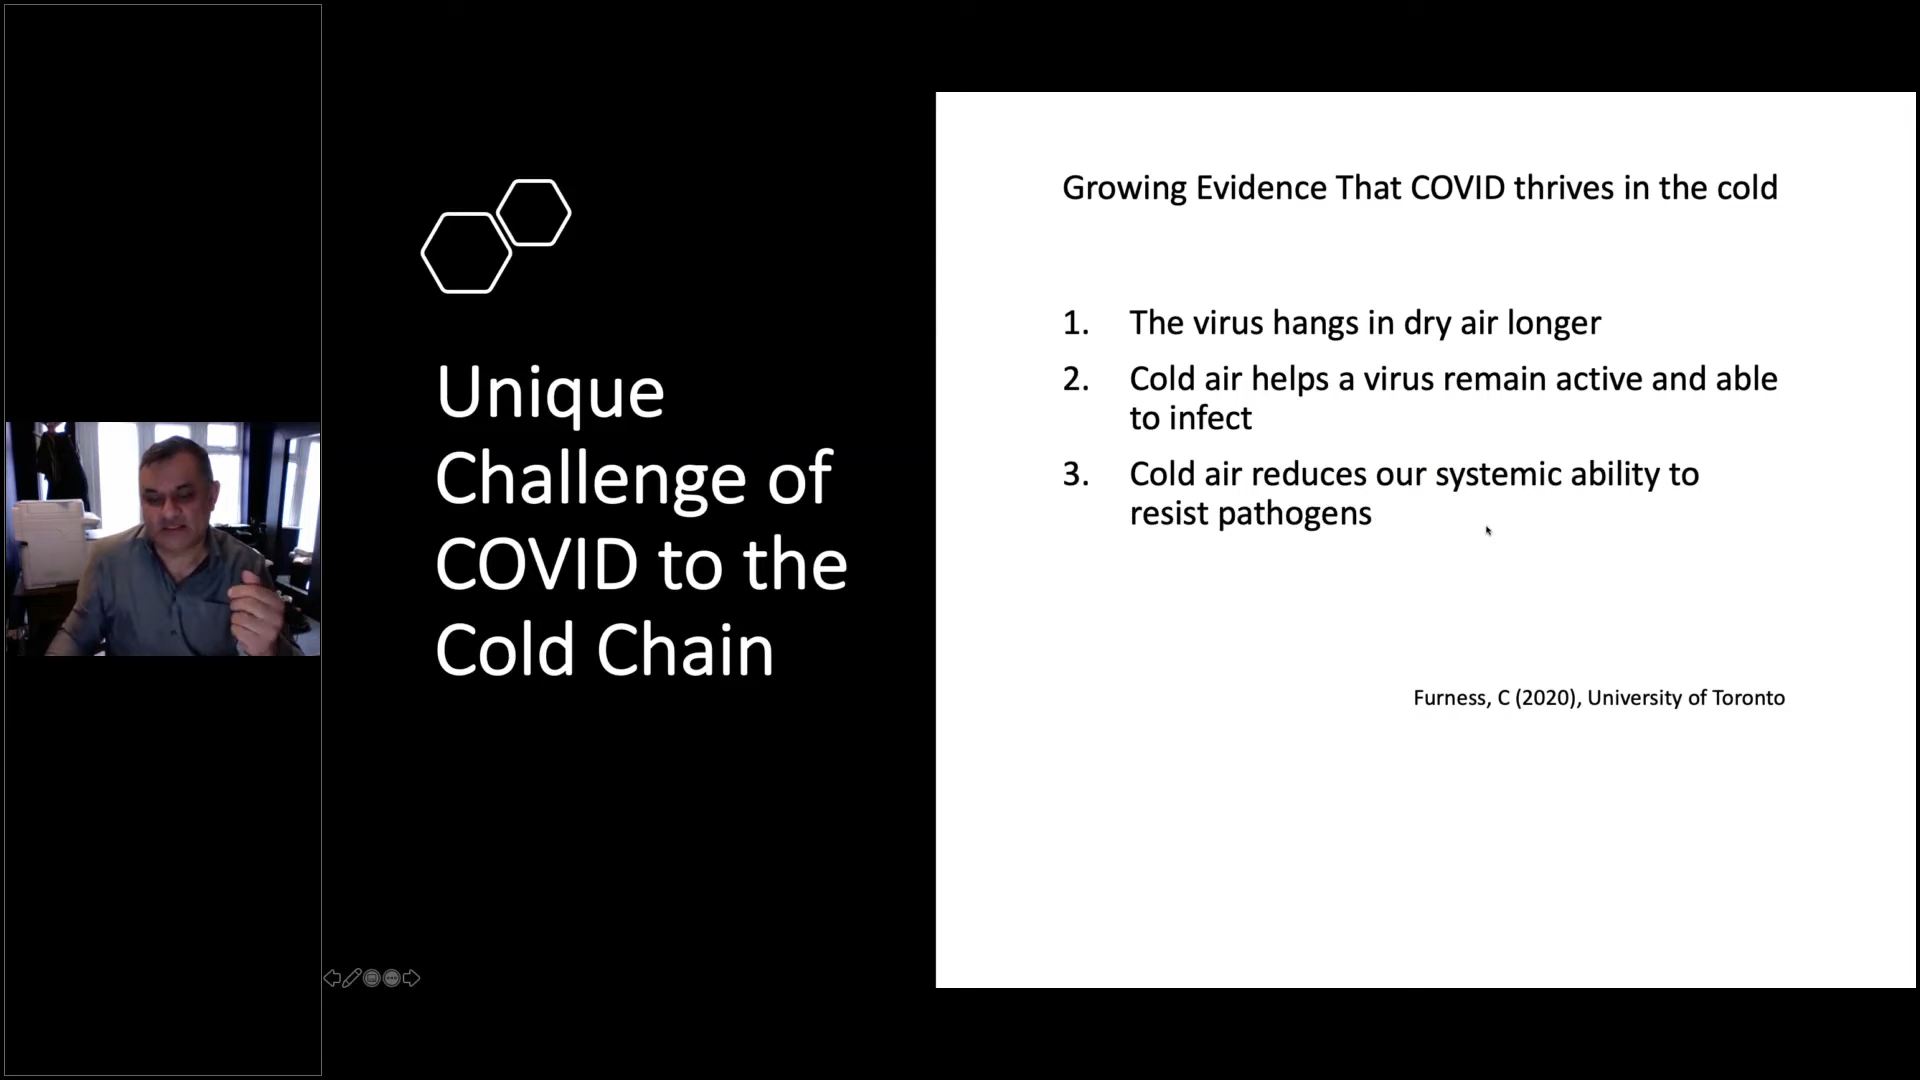 Unique
Challenge of
COVID to the
Cold Chain
Growing Evidence That COVID thrives in the cold
1. The virus hangs in dry air longer
2. Cold air helps a virus remain active and able
to infect
3. Cold air reduces our systemic ability to
resist pathogens
Furness, C (2020), University of Toronto